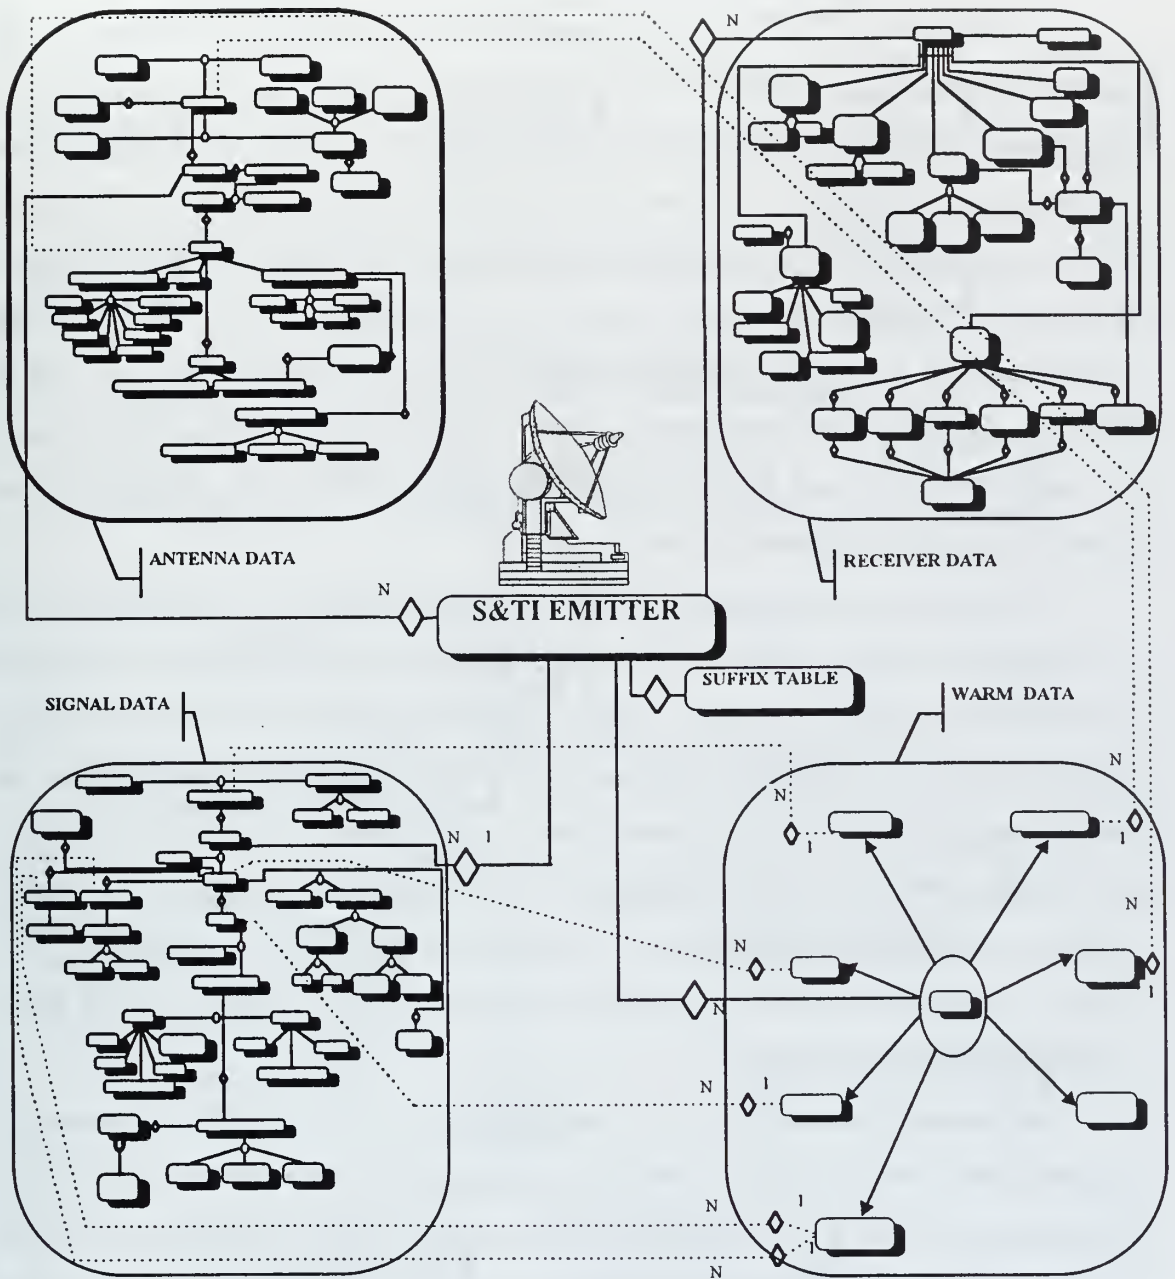 N
ANTENNA DATA
RECEIVER DATA
N
S&TI EMITTER
SUFFIX TABLE
SIGNAL DATA
WARM DATA
N
N
N
1
1
N 1
N
N
1
1
N
N
1
N
1
1
N